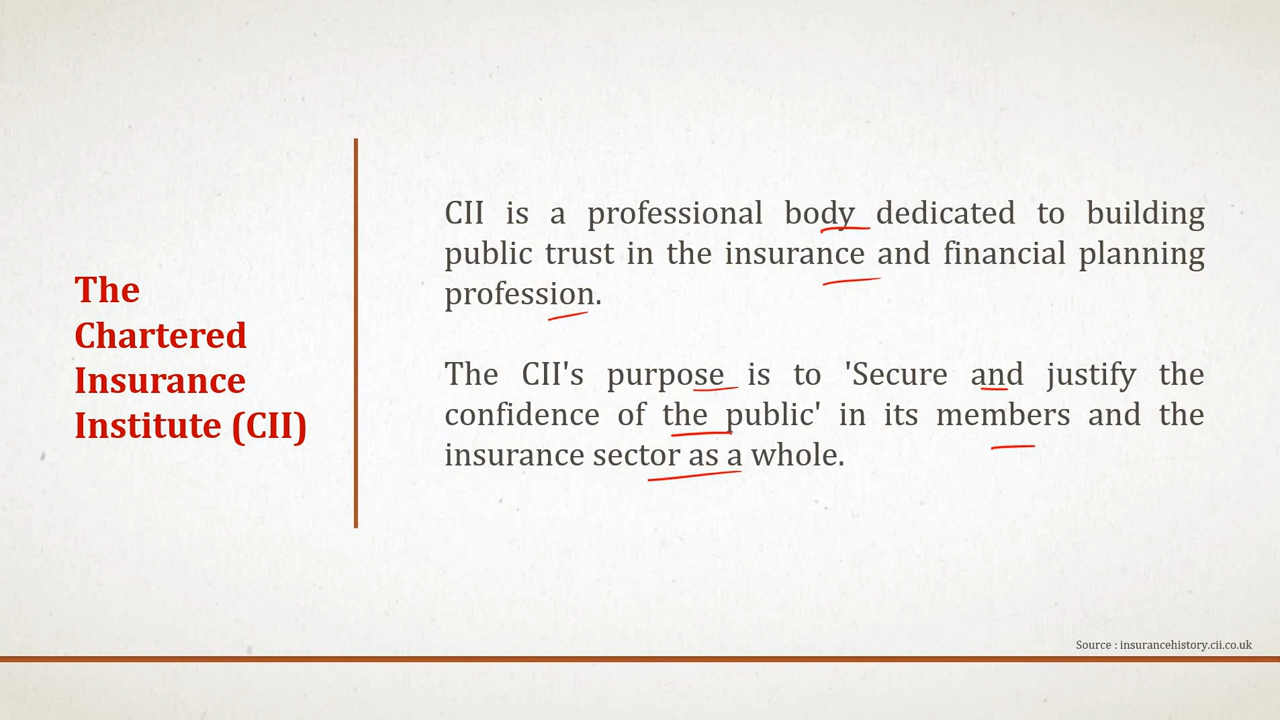 The
Chartered
Insurance
Institute (CII)
CII is a professional body dedicated to building
public trust in the insurance and financial planning
profession.
The CII's purpose is to 'Secure and justify the
confidence of the public' in its members and the
insurance sector as a whole.
Source : insurancehistory.cii.co.uk